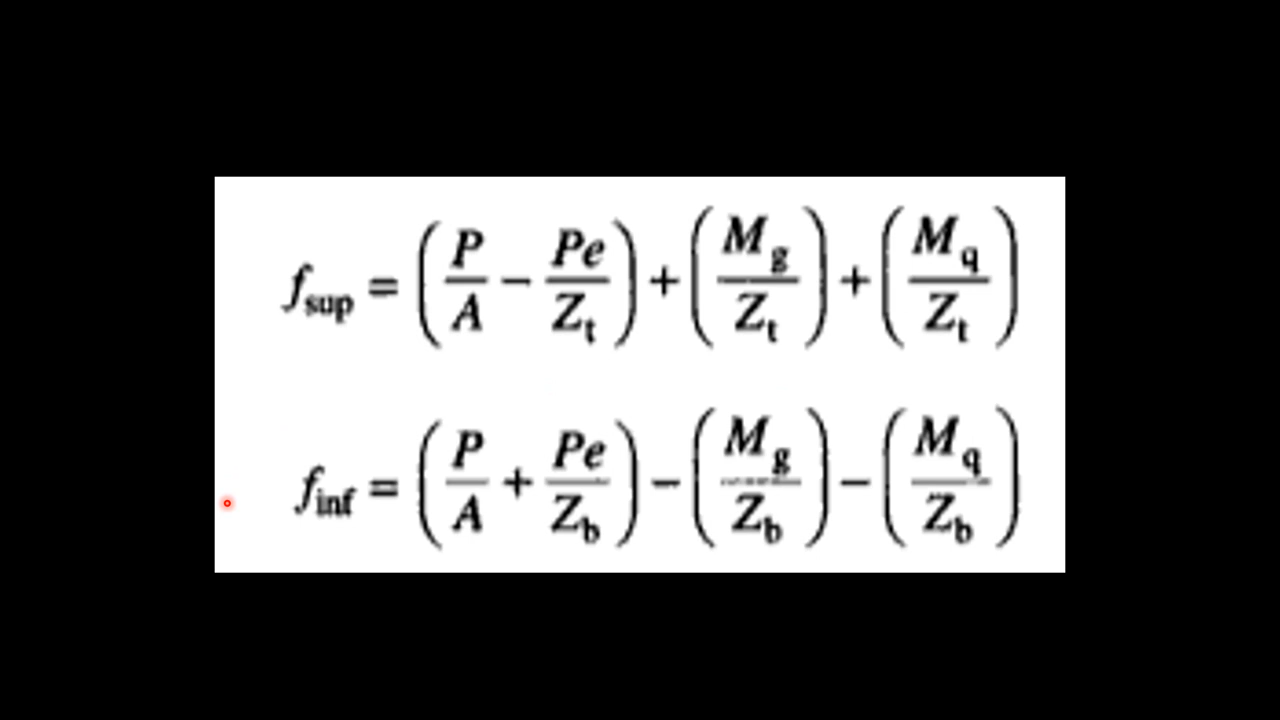 f_sup = (P/A − Pe/Z_t) + (M_g/Z_t) + (M_q/Z_t)
f_inf = (P/A + Pe/Z_b) − (M_g/Z_b) − (M_q/Z_b)